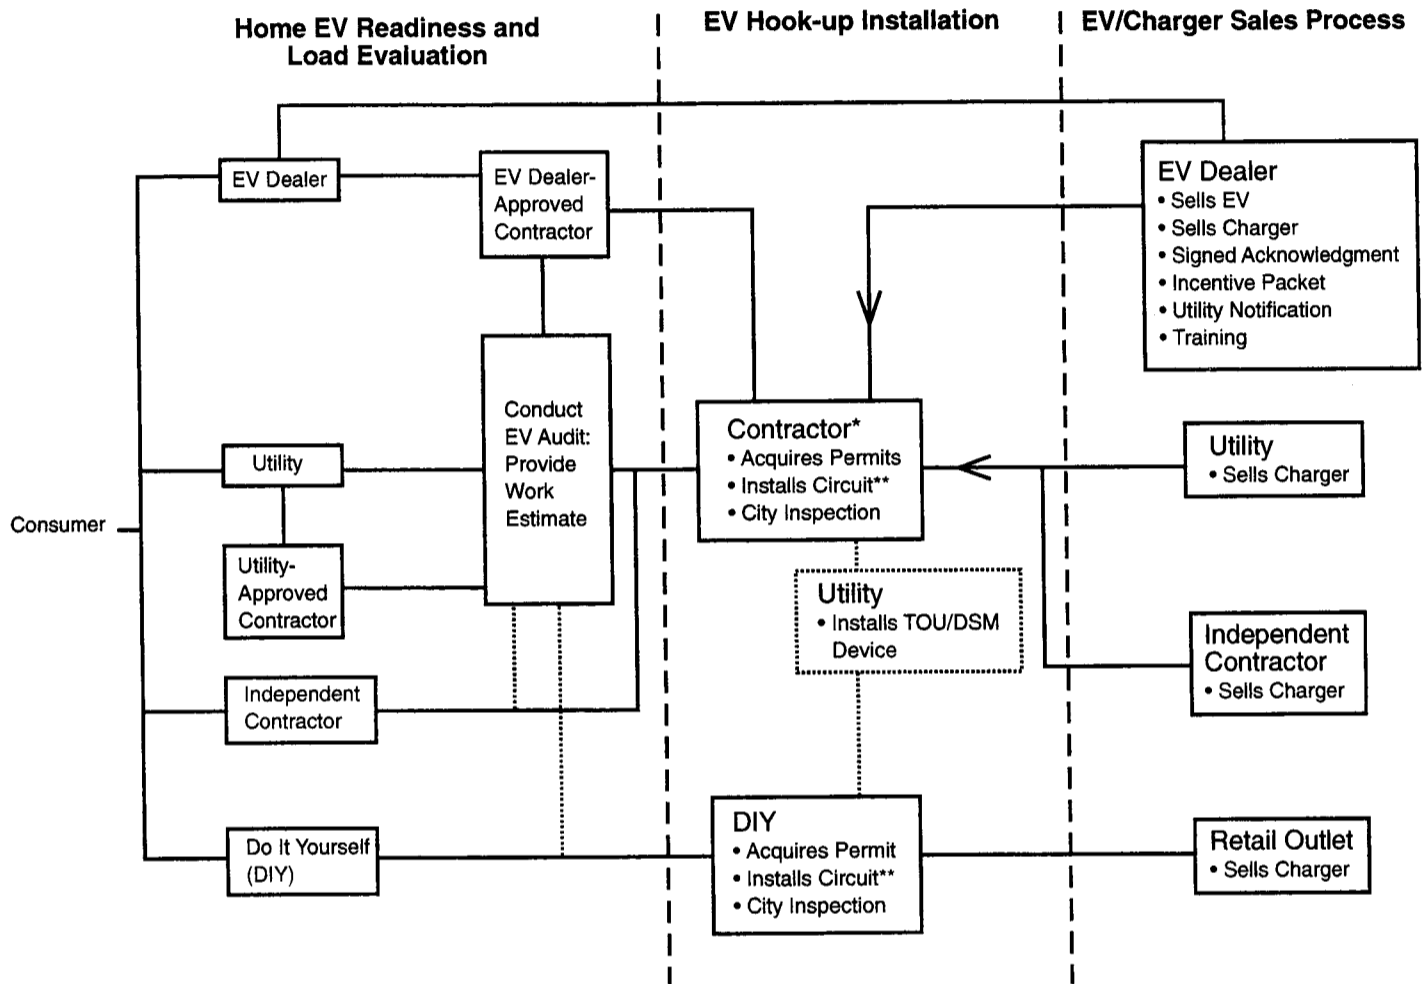 Home EV Readiness and
Load Evaluation
EV Hook-up Installation
EV/Charger Sales Process
EV Dealer
EV Dealer-
Approved
Contractor
EV Dealer
• Sells EV
• Sells Charger
• Signed Acknowledgment
• Incentive Packet
• Utility Notification
• Training
Conduct
EV Audit:
Provide
Work
Estimate
Contractor*
• Acquires Permits
• Installs Circuit**
• City Inspection
Utility
• Sells Charger
Utility
Consumer
Utility-
Approved
Contractor
Utility
• Installs TOU/DSM
Device
Independent
Contractor
• Sells Charger
Independent
Contractor
Do It Yourself
(DIY)
DIY
• Acquires Permit
• Installs Circuit**
• City Inspection
Retail Outlet
• Sells Charger